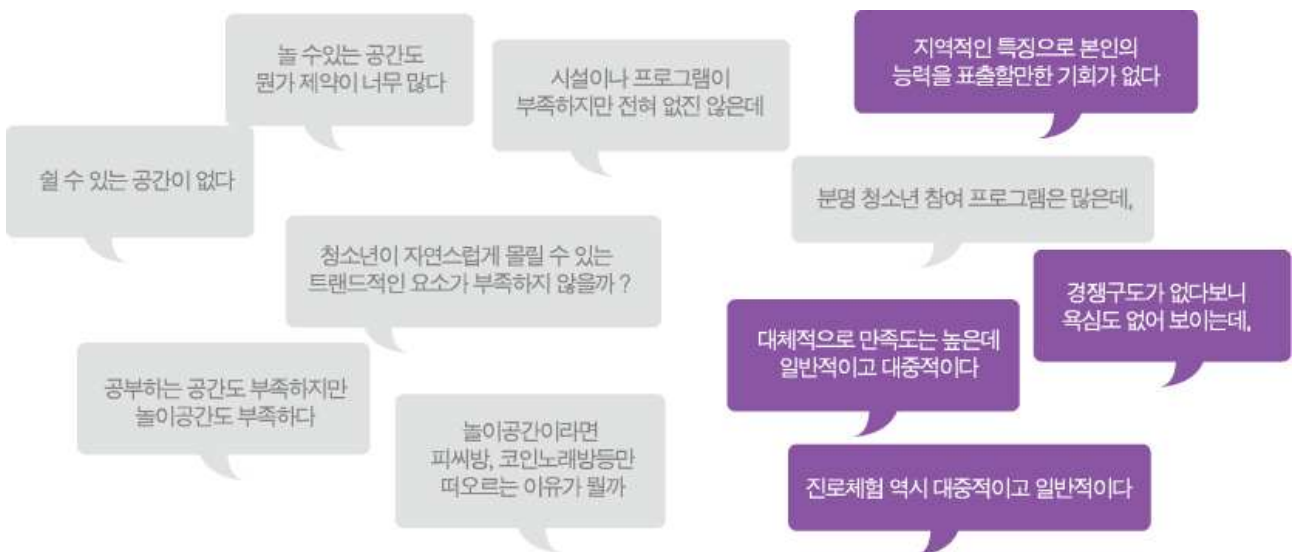 놀 수있는 공간도
뭔가 제약이 너무 많다
시설이나 프로그램이
부족하지만 전혀 없진 않은데
지역적인 특징으로 본인의
능력을 표출할만한 기회가 없다
쉴 수 있는 공간이 없다
분명 청소년 참여 프로그램은 많은데,
청소년이 자연스럽게 몰릴 수 있는
트랜드적인 요소가 부족하지 않을까 ?
경쟁구도가 없다보니
욕심도 없어 보이는데,
대체적으로 만족도는 높은데
일반적이고 대중적이다
공부하는 공간도 부족하지만
놀이공간도 부족하다
놀이공간이라면
피씨방, 코인노래방등만
떠오르는 이유가 뭘까
진로체험 역시 대중적이고 일반적이다